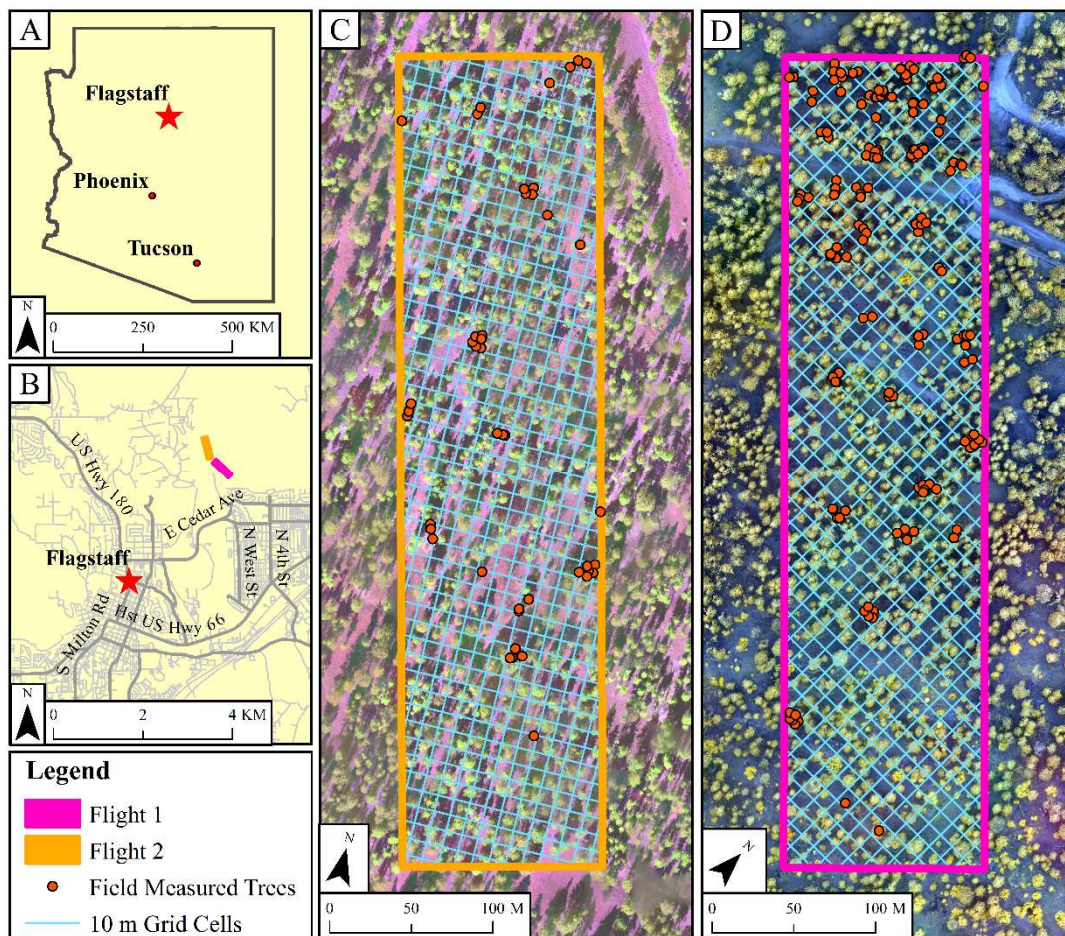 A
Flagstaff
Phoenix
Tucson
N
0 250 500 KM
B
US Hwy 180
E Cedar Ave
N West St
N 4th St
Flagstaff
Hst US Hwy 66
S Milton Rd
N
0 2 4 KM
Legend
Flight 1
Flight 2
Field Measured Trees
10 m Grid Cells
C
N
0 50 100 M
D
N
0 50 100 M